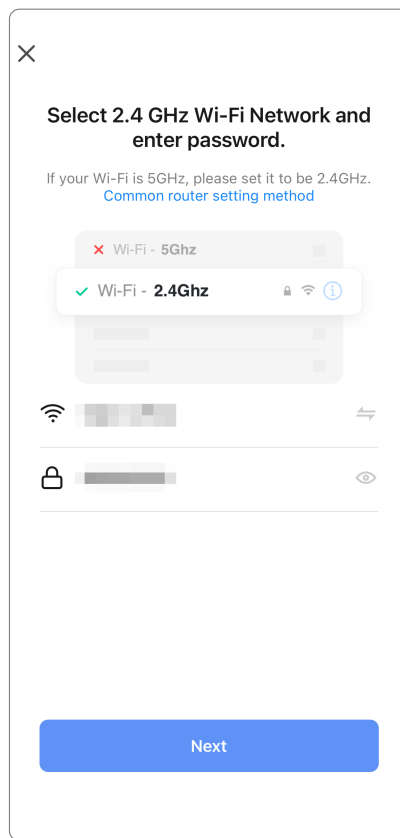 Select 2.4 GHz Wi-Fi Network and
enter password.
If your Wi-Fi is 5GHz, please set it to be 2.4GHz.
Common router setting method
Wi-Fi - 5Ghz
Wi-Fi - 2.4Ghz
Next